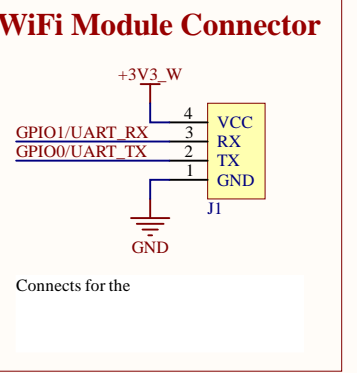 WiFi Module Connector
+3V3_W
4 VCC
GPIO1/UART_RX 3 RX
GPIO0/UART_TX 2 TX
1 GND
J1
GND
Connects for the